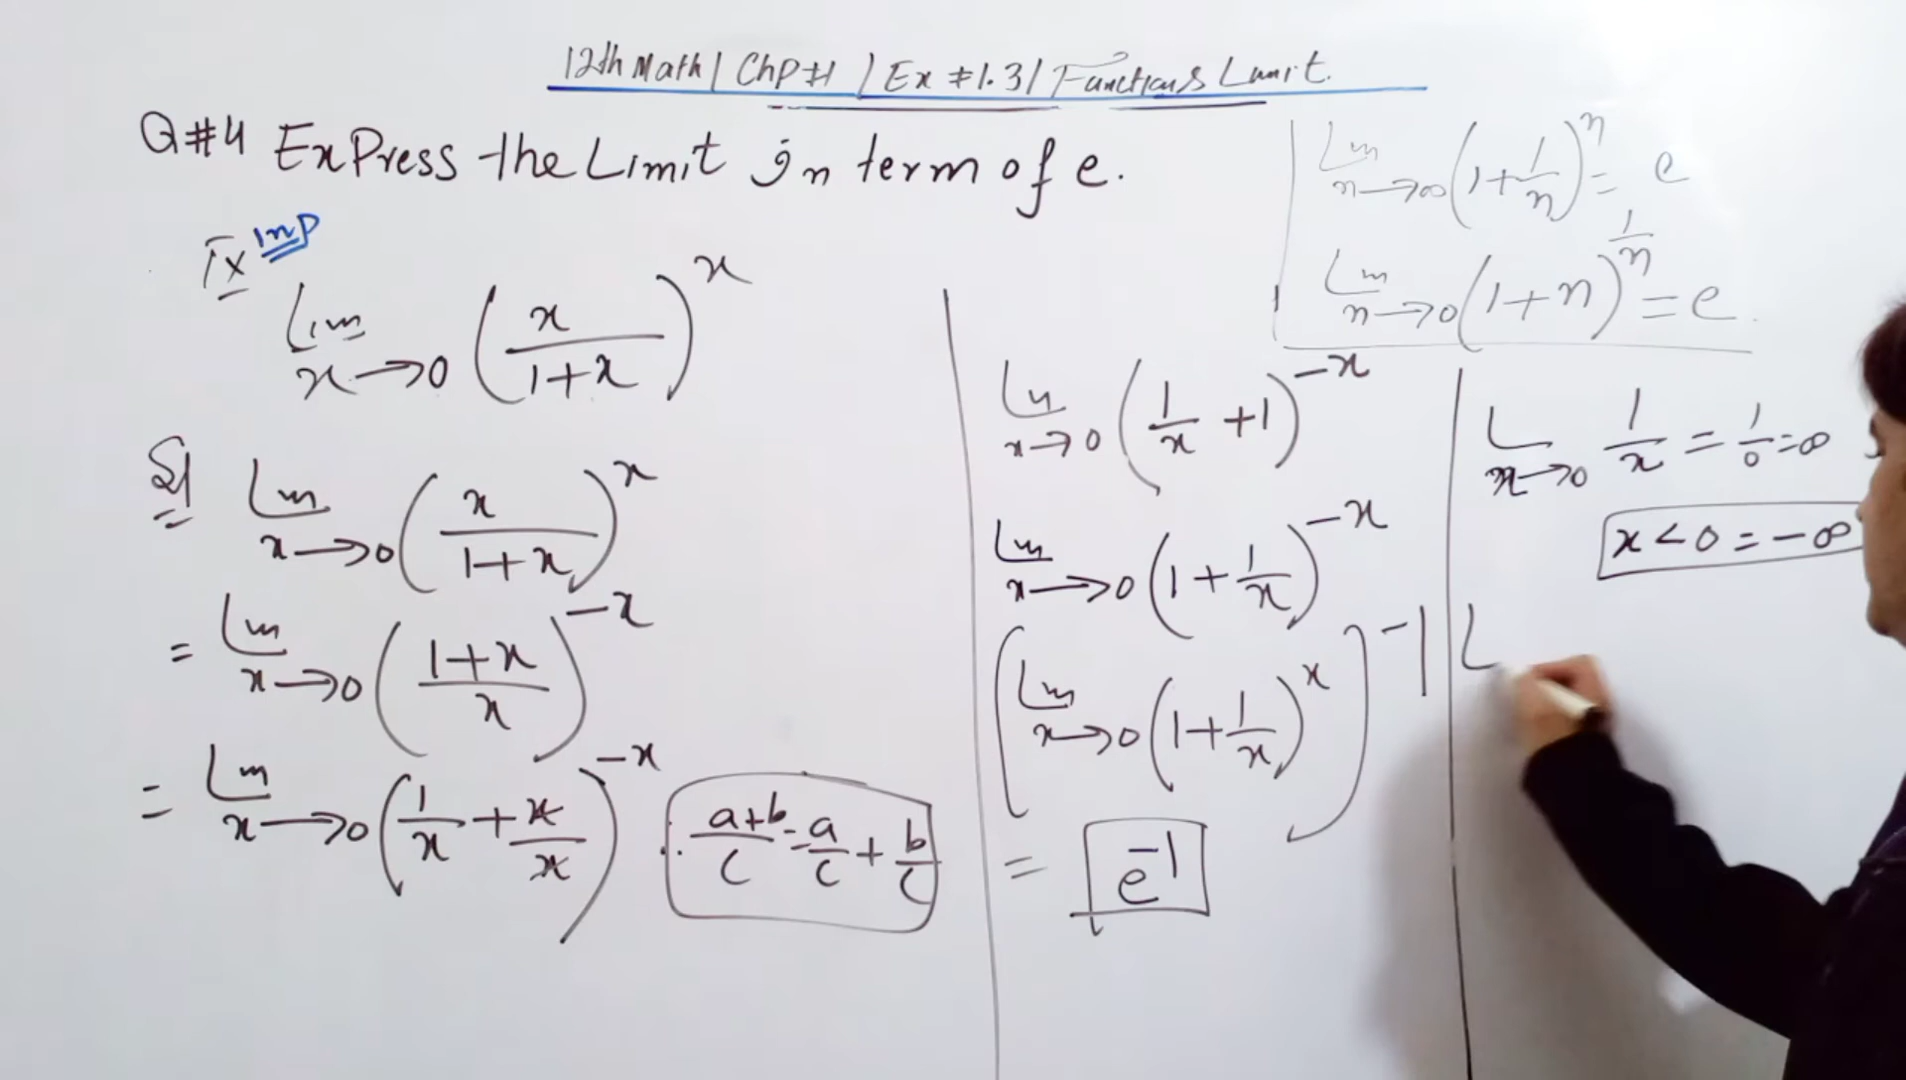 12th Math / Chp #1 / Ex #1.3 / Functions Limit.
Q#4 ExPress the Limit in term of e.
Lim n→∞ (1+1/n)^n = e
Lim n→0 (1+n)^(1/n) = e.
Ex Imp
Lim x→0 (x/(1+x))^x
Sol
Lim x→0 (x/(1+x))^x
= Lim x→0 ((1+x)/x)^(-x)
= Lim x→0 (1/x + x/x)^(-x) ∴ (a+b)/c = a/c + b/c
Lim x→0 (1/x + 1)^(-x)
Lim x→0 (1 + 1/x)^(-x)
[Lim x→0 (1 + 1/x)^x]^(-1)
= e^(-1)
L x→0 1/x = 1/0 = ∞
x < 0 = -∞
L